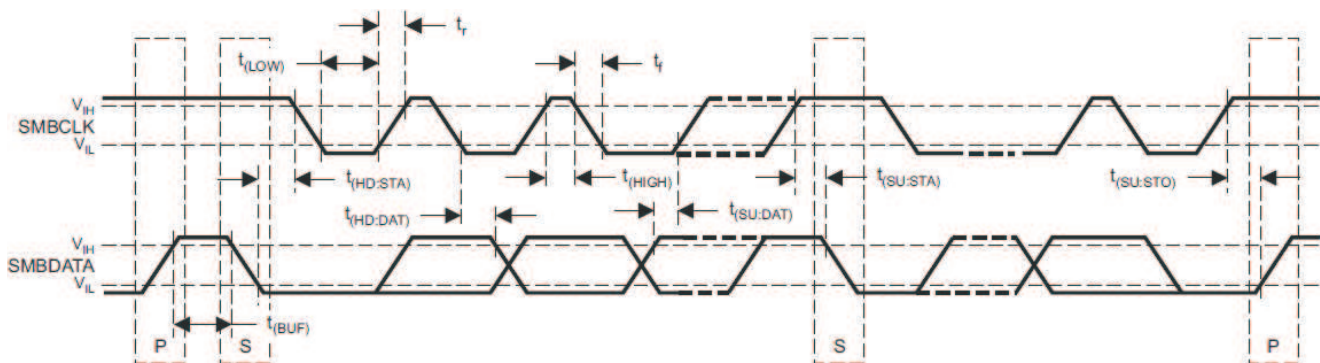 tr
t(LOW)
tf
VIH
SMBCLK
VIL
t(HD:STA)
t(HIGH)
t(SU:STA)
t(SU:STO)
t(HD:DAT)
t(SU:DAT)
VIH
SMBDATA
VIL
t(BUF)
P
S
S
P